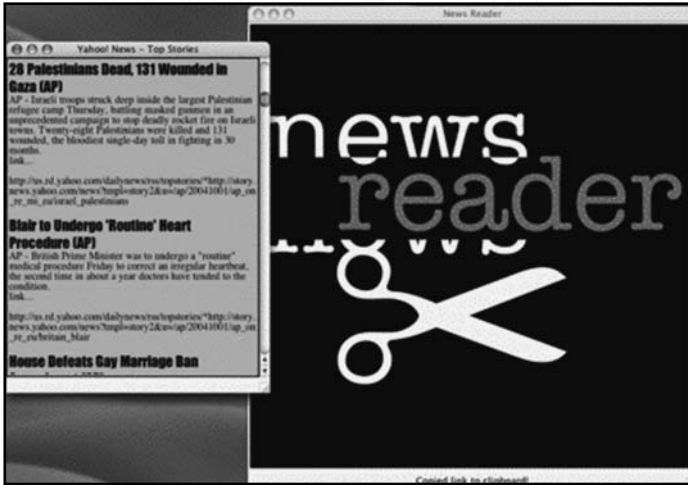 News Reader
Yahoo! News – Top Stories
28 Palestinians Dead, 131 Wounded in
Gaza (AP)
AP - Israeli troops struck deep inside the largest Palestinian
refugee camp Thursday, battling masked gunmen in an
unprecedented campaign to stop deadly rocket fire on Israeli
towns. Twenty-eight Palestinians were killed and 131
wounded, the bloodiest single-day toll in fighting in 30
months.
link...
http://us.rd.yahoo.com/dailynews/rss/topstories/*http://story.
news.yahoo.com/news?tmpl=story2&u=/ap/20041001/ap_on
_re_mi_ea/israel_palestinians
Blair to Undergo 'Routine' Heart
Procedure (AP)
AP - British Prime Minister was to undergo a "routine"
medical procedure Friday to correct an irregular heartbeat,
the second time in about a year doctors have tended to the
condition.
link...
http://us.rd.yahoo.com/dailynews/rss/topstories/*http://story.
news.yahoo.com/news?tmpl=story2&u=/ap/20041001/ap_on
_re_eu/britain_blair
House Defeats Gay Marriage Ban
news
reader
news
Copied link to clipboard!